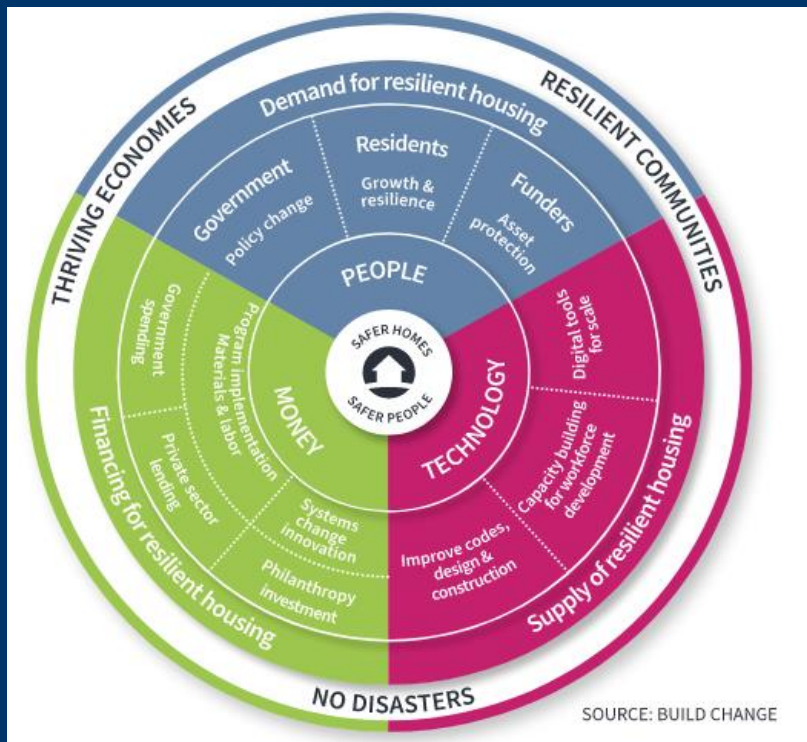 THRIVING ECONOMIES
RESILIENT COMMUNITIES
NO DISASTERS
Demand for resilient housing
Government
Policy change
Residents
Growth &
resilience
Funders
Asset
protection
PEOPLE
SAFER HOMES
SAFER PEOPLE
MONEY
TECHNOLOGY
Government
spending
Program implementation
Materials & labor
Private sector
lending
Systems
change
innovation
Philanthropy
investment
Financing for resilient housing
Digital tools
for scale
Capacity building
for workforce
development
Improve codes,
design &
construction
Supply of resilient housing
SOURCE: BUILD CHANGE